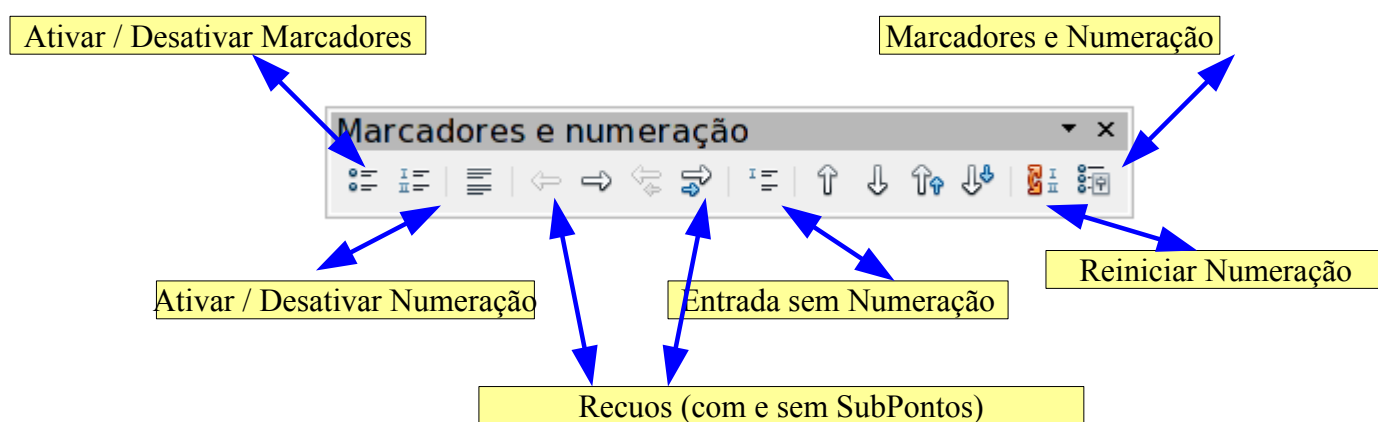 Ativar / Desativar Marcadores
Marcadores e Numeração
Marcadores e numeração
Reiniciar Numeração
Ativar / Desativar Numeração
Entrada sem Numeração
Recuos (com e sem SubPontos)